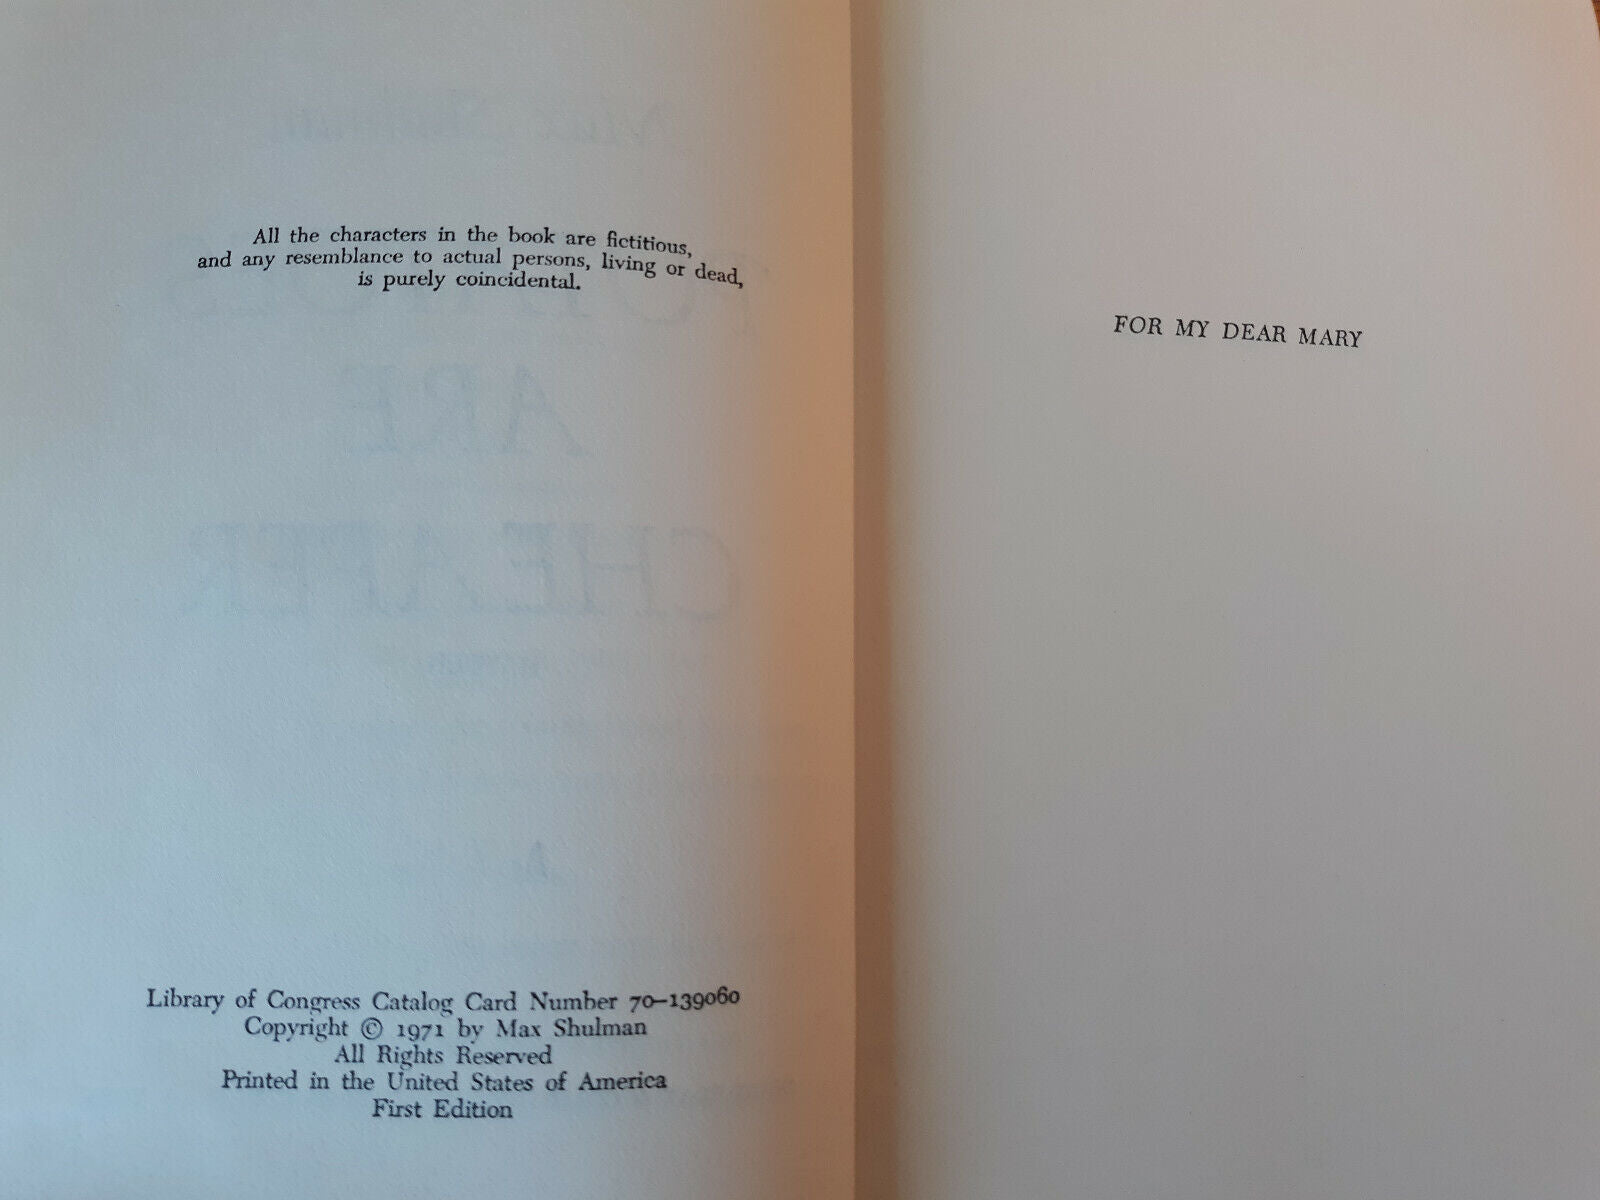 All the characters in the book are fictitious,
and any resemblance to actual persons, living or dead,
is purely coincidental.
Library of Congress Catalog Card Number 70–139060
Copyright © 1971 by Max Shulman
All Rights Reserved
Printed in the United States of America
First Edition
FOR MY DEAR MARY